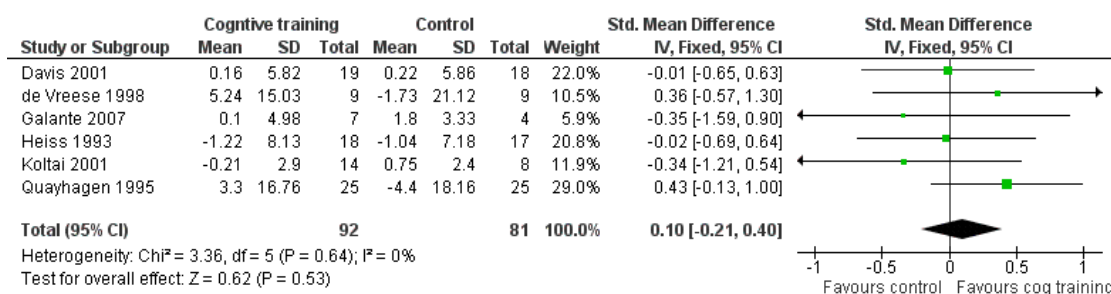 Cogntive training Control Std. Mean Difference Std. Mean Difference
Study or Subgroup Mean SD Total Mean SD Total Weight IV, Fixed, 95% CI IV, Fixed, 95% CI
Davis 2001 0.16 5.82 19 0.22 5.86 18 22.0% -0.01 [-0.65, 0.63]
de Vreese 1998 5.24 15.03 9 -1.73 21.12 9 10.5% 0.36 [-0.57, 1.30]
Galante 2007 0.1 4.98 7 1.8 3.33 4 5.9% -0.35 [-1.59, 0.90]
Heiss 1993 -1.22 8.13 18 -1.04 7.18 17 20.7% -0.02 [-0.69, 0.64]
Koltai 2001 -0.21 2.9 14 0.75 2.4 8 11.9% -0.34 [-1.21, 0.54]
Quayhagen 1995 3.3 16.76 25 -4.4 18.16 25 29.0% 0.43 [-0.13, 1.00]
Total (95% CI) 92 81 100.0% 0.10 [-0.21, 0.40]
Heterogeneity: Chi² = 3.36, df = 5 (P = 0.64); I² = 0%
Test for overall effect: Z = 0.62 (P = 0.53)
-1 -0.5 0 0.5 1
Favours control Favours cog training